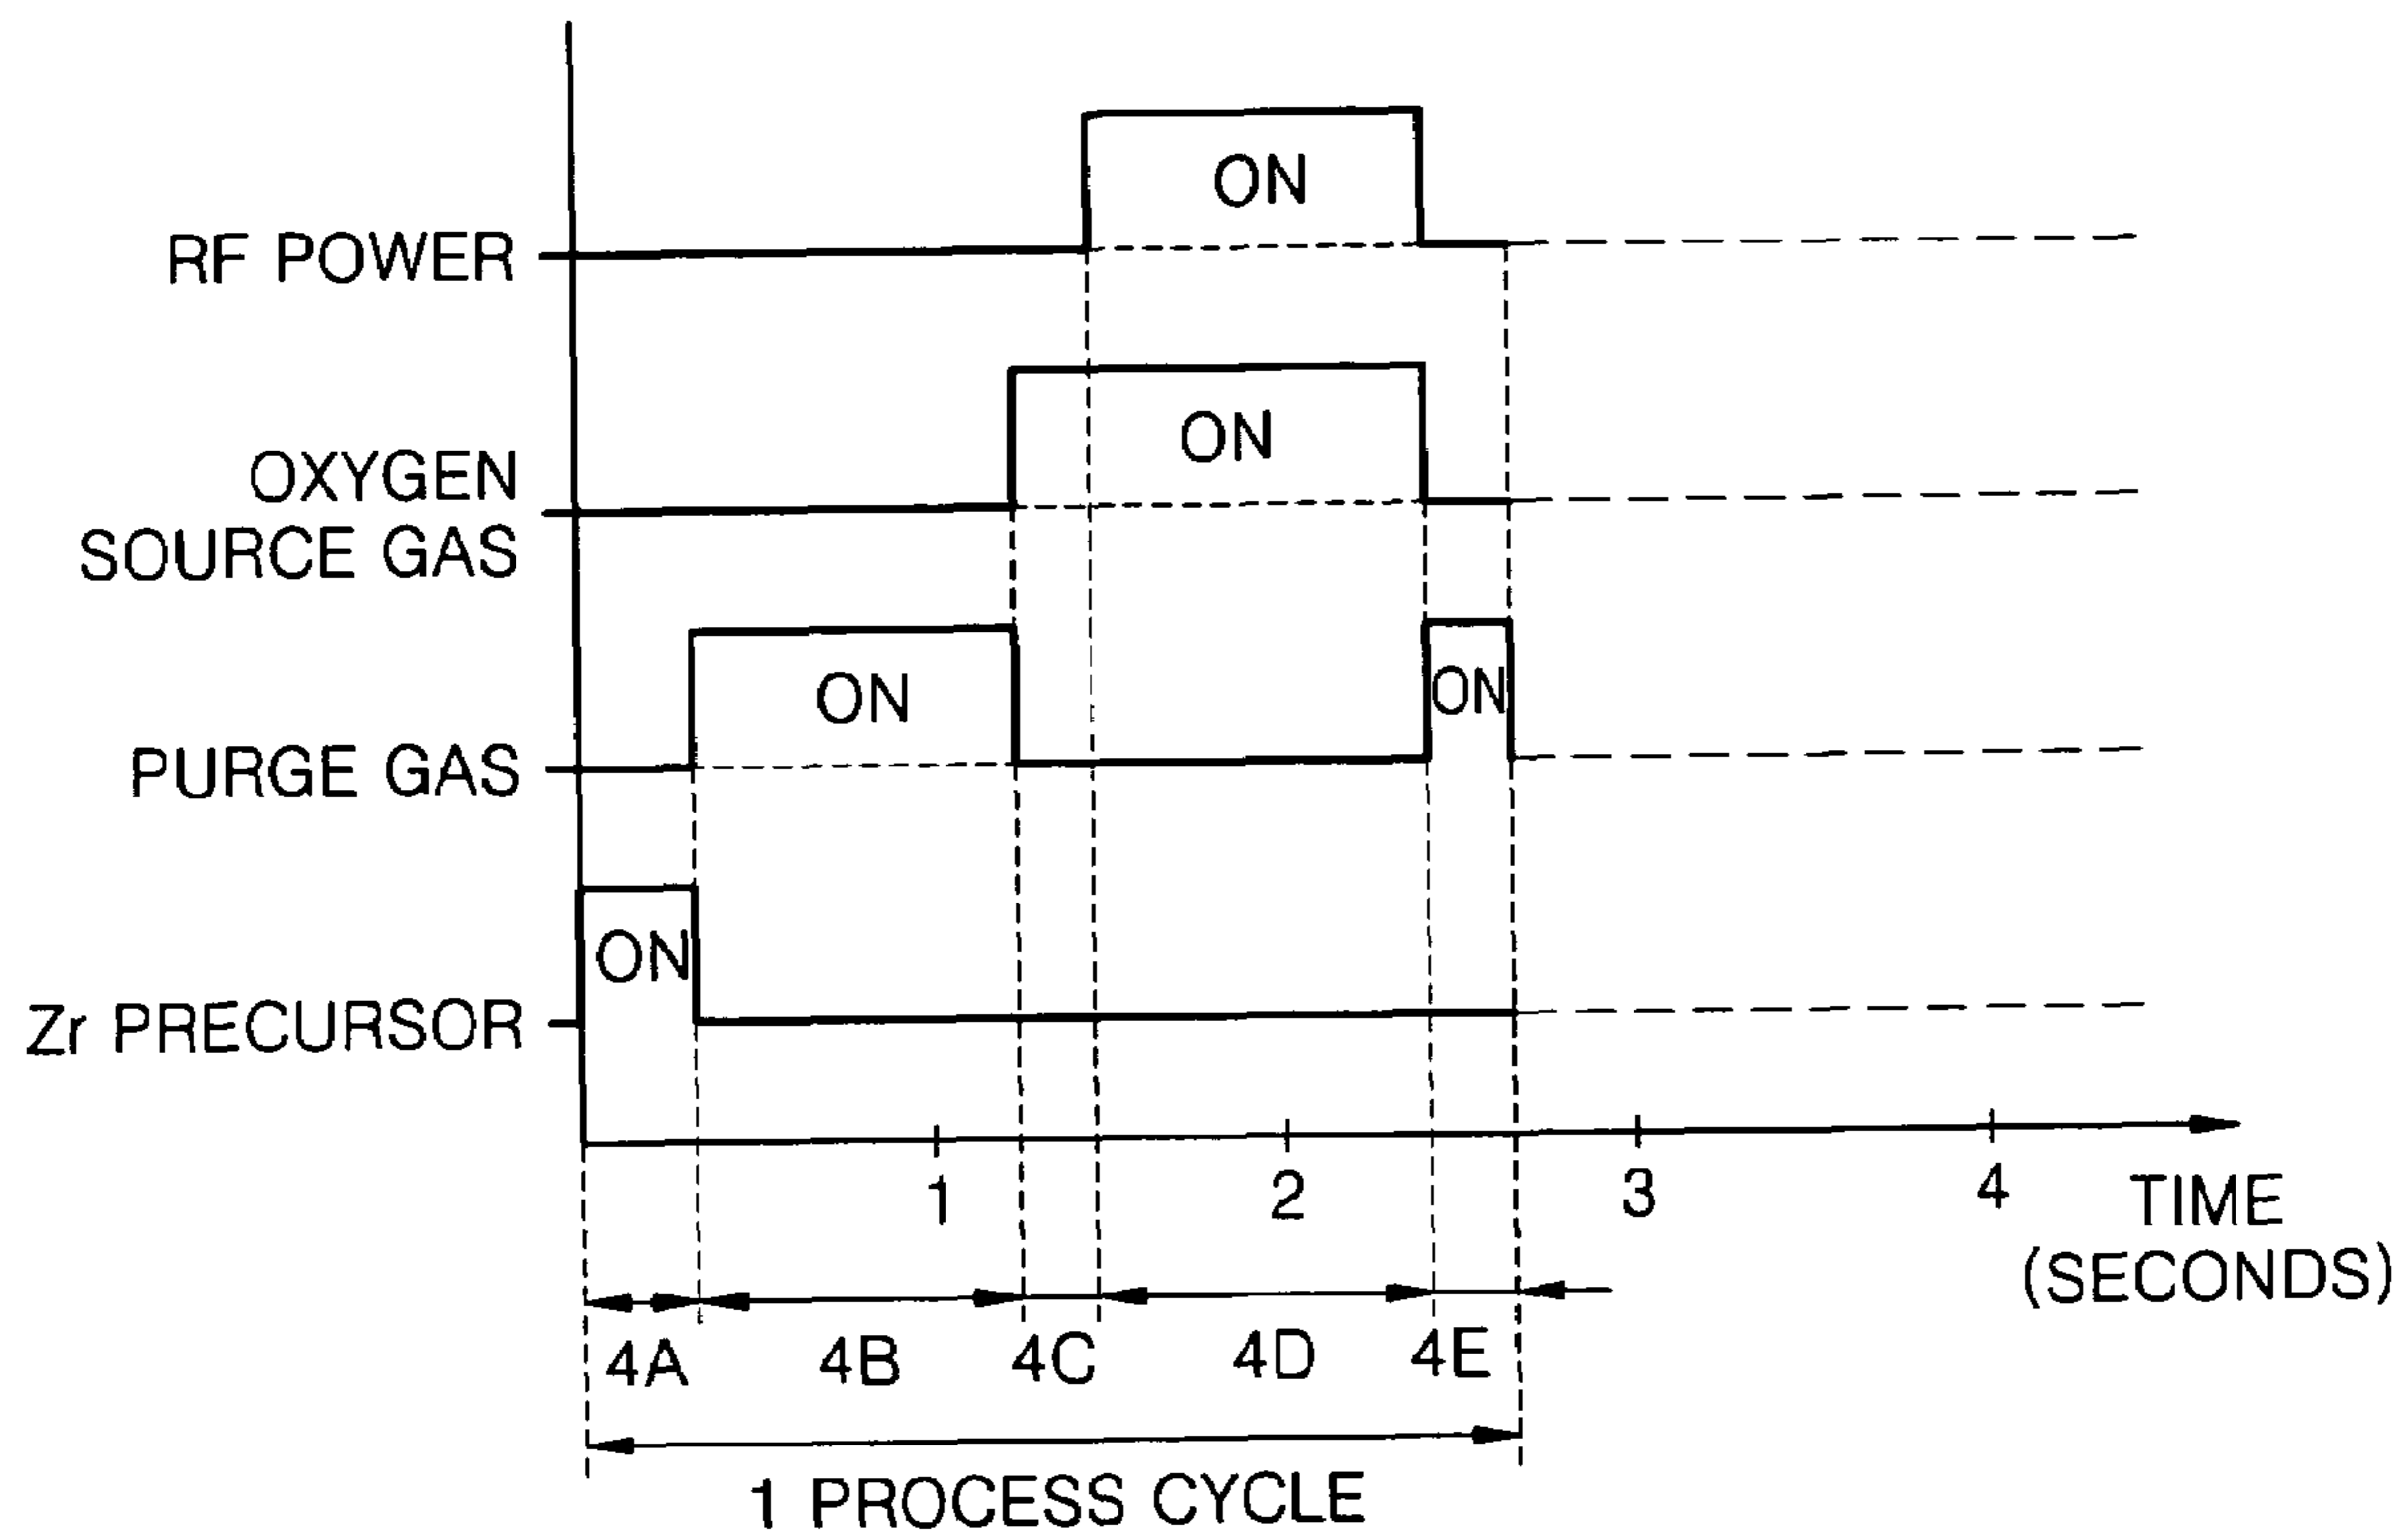 ON
RF POWER
ON
OXYGEN
SOURCE GAS
ON
ON
PURGE GAS
ON
Zr PRECURSOR
1 2 3 4
TIME
(SECONDS)
4A 4B 4C 4D 4E
1 PROCESS CYCLE